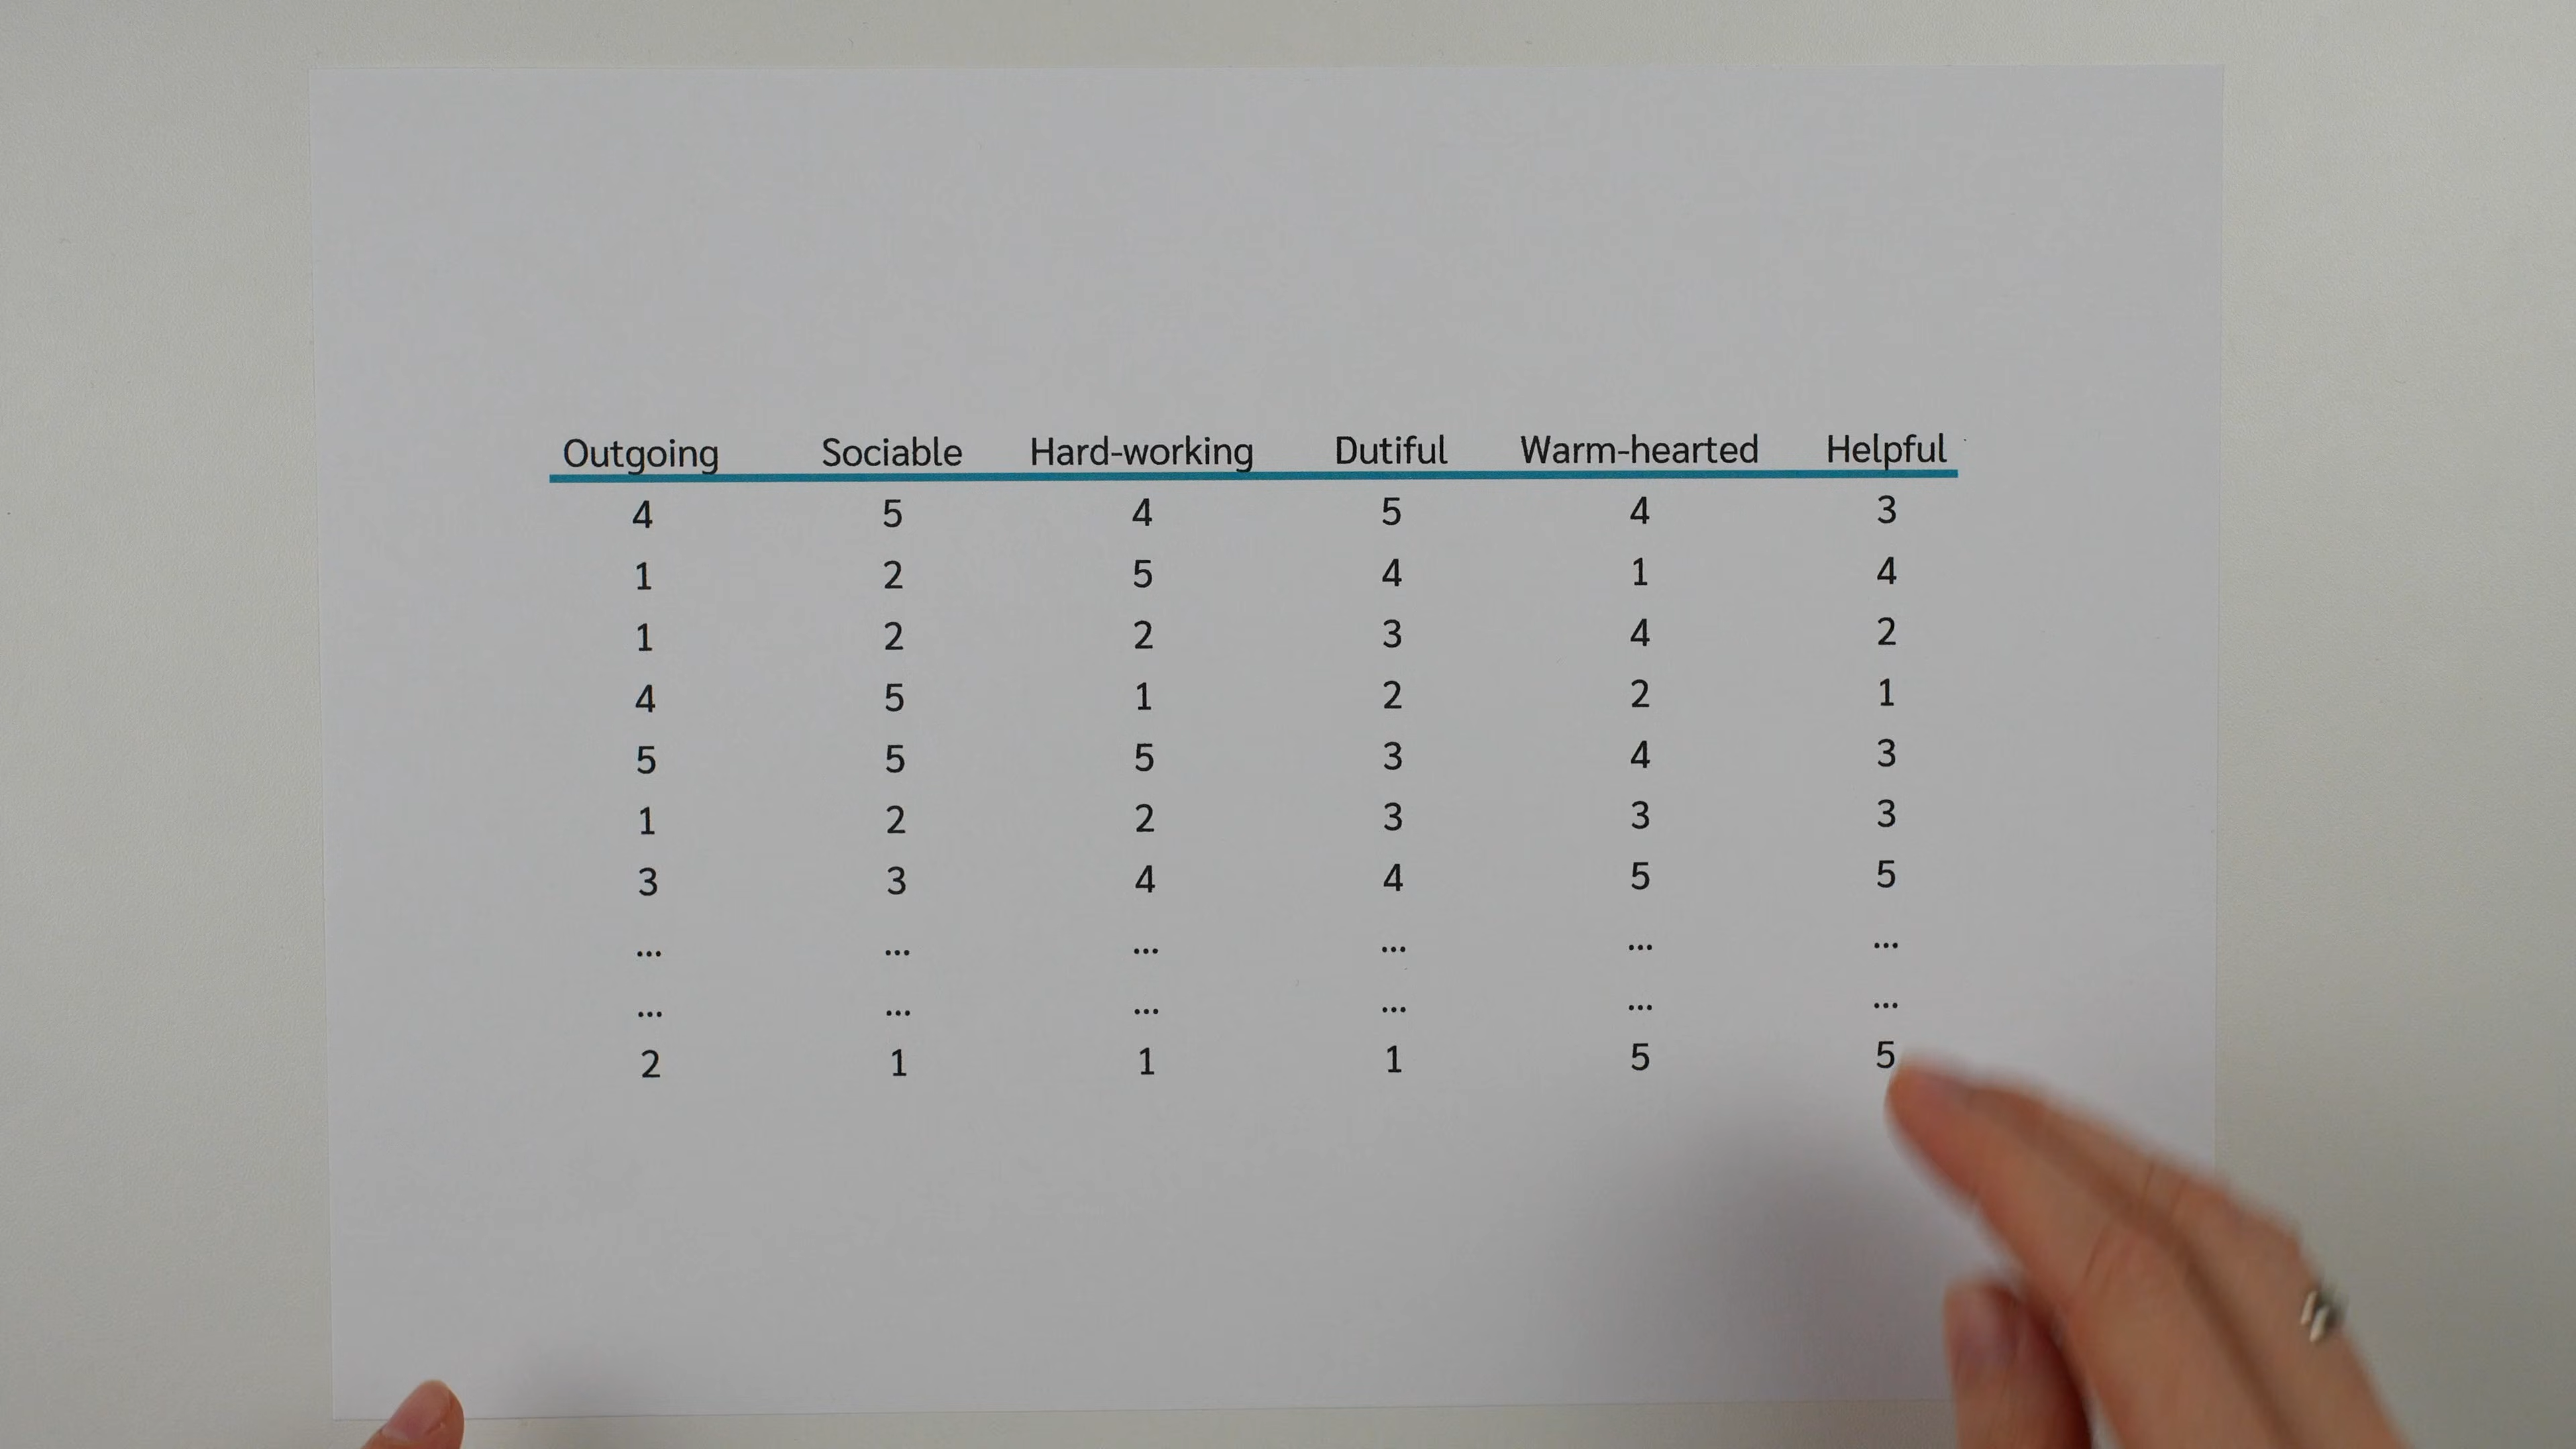 Outgoing Sociable Hard-working Dutiful Warm-hearted Helpful
4 5 4 5 4 3
1 2 5 4 1 4
1 2 2 3 4 2
4 5 1 2 2 1
5 5 5 3 4 3
1 2 2 3 3 3
3 3 4 4 5 5
... ... ... ... ... ...
... ... ... ... ... ...
2 1 1 1 5 5